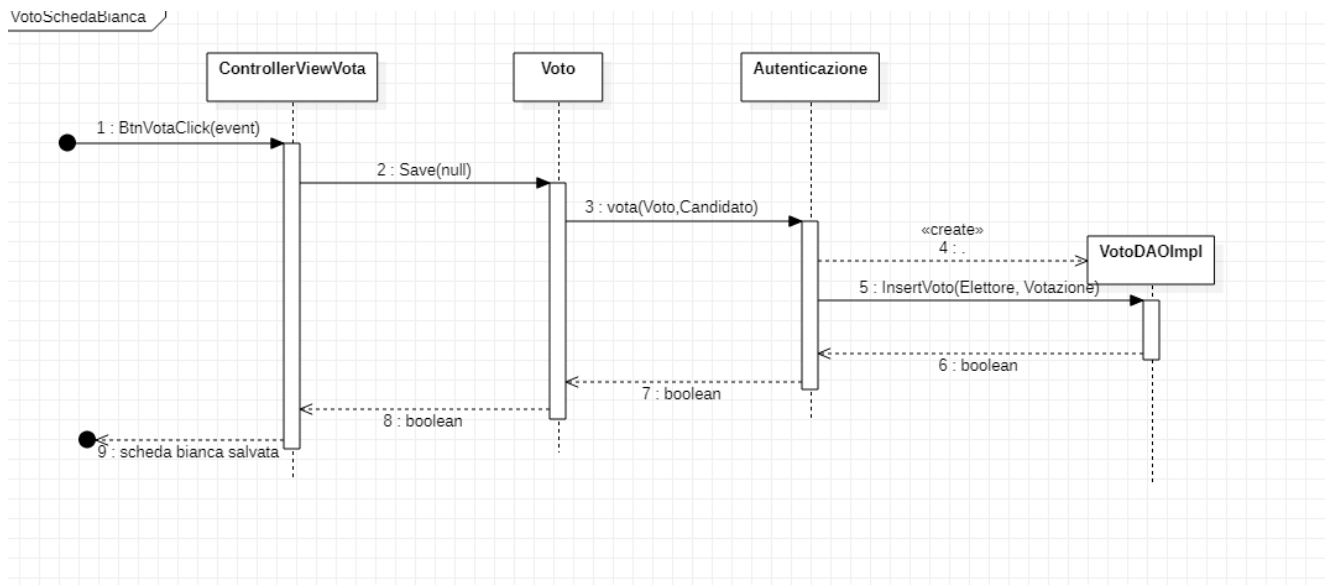 VotoSchedaBianca
ControllerViewVota
Voto
Autenticazione
1 : BtnVotaClick(event)
2 : Save(null)
3 : vota(Voto,Candidato)
«create»
4 : .
VotoDAOImpl
5 : InsertVoto(Elettore, Votazione)
6 : boolean
7 : boolean
8 : boolean
9 : scheda bianca salvata